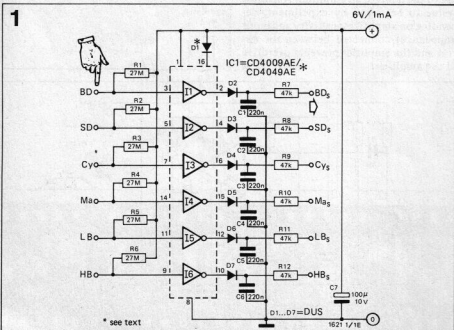 1
6V/1mA
*
D1
1
16
IC1=CD4009AE/
CD4049AE/*
R1
27M
BD
3
I1
2
D2
R7
47k
BDs
C1
220n
R2
27M
SD
5
I2
4
D3
R8
47k
SDs
C2
220n
R3
27M
Cy
7
I3
6
D4
R9
47k
Cys
C3
220n
R4
27M
Ma
14
I4
15
D5
R10
47k
Mas
C4
220n
R5
27M
LB
11
I5
12
D6
R11
47k
LBs
C5
220n
R6
27M
HB
9
I6
10
D7
R12
47k
HBs
C6
220n
C7
100µ
10V
8
D1...D7=DUS
0
* see text
1621 1/1E